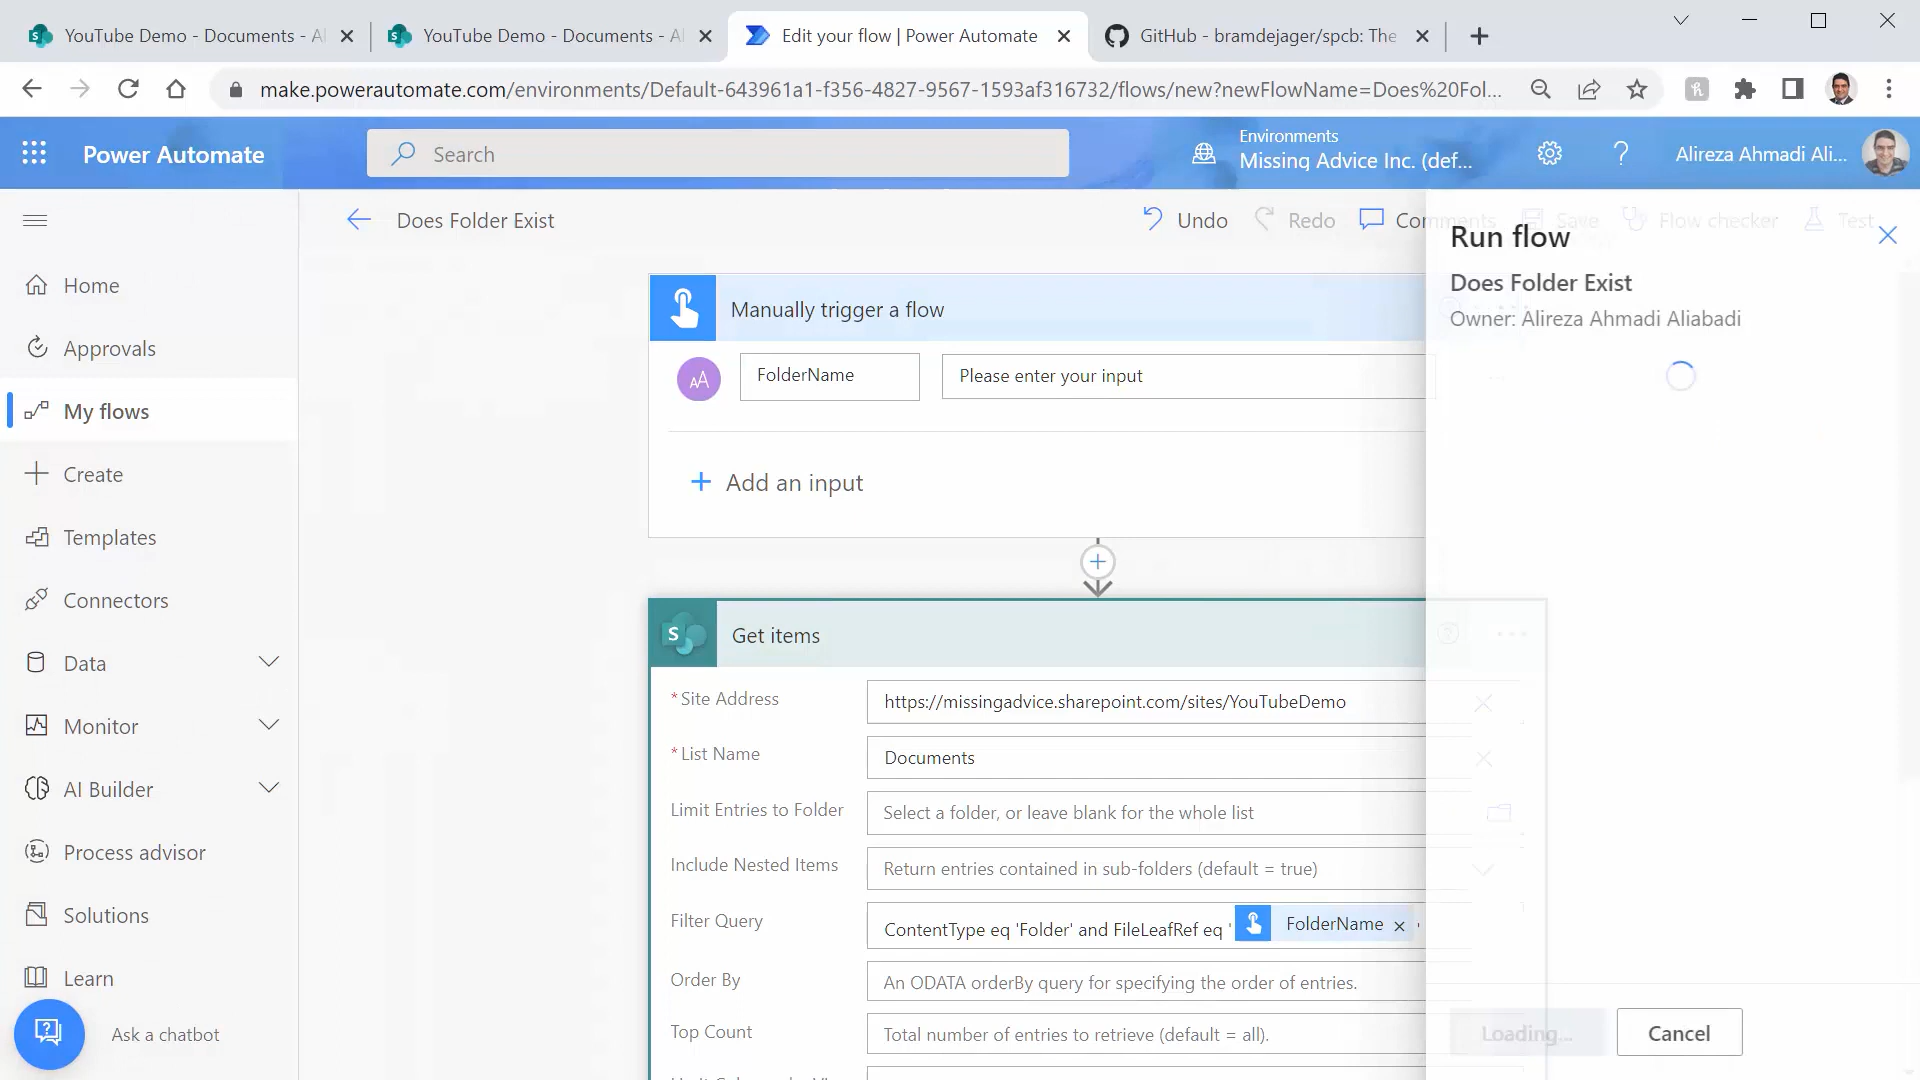 YouTube Demo - Documents - Al
YouTube Demo - Documents - Al
Edit your flow | Power Automate
GitHub - bramdejager/spcb: The
make.powerautomate.com/environments/Default-643961a1-f356-4827-9567-1593af316732/flows/new?newFlowName=Does%20Fol...
Power Automate
Search
Environments
Missing Advice Inc. (def...
Alireza Ahmadi Ali...
Does Folder Exist
Undo
Redo
Comments
Save
Flow checker
Test
Home
Approvals
My flows
Create
Templates
Connectors
Data
Monitor
AI Builder
Process advisor
Solutions
Learn
Ask a chatbot
Manually trigger a flow
FolderName
Please enter your input
Add an input
Get items
* Site Address
https://missingadvice.sharepoint.com/sites/YouTubeDemo
* List Name
Documents
Limit Entries to Folder
Select a folder, or leave blank for the whole list
Include Nested Items
Return entries contained in sub-folders (default = true)
Filter Query
ContentType eq 'Folder' and FileLeafRef eq ' FolderName '
Order By
An ODATA orderBy query for specifying the order of entries.
Top Count
Total number of entries to retrieve (default = all).
Run flow
Does Folder Exist
Owner: Alireza Ahmadi Aliabadi
Loading...
Cancel